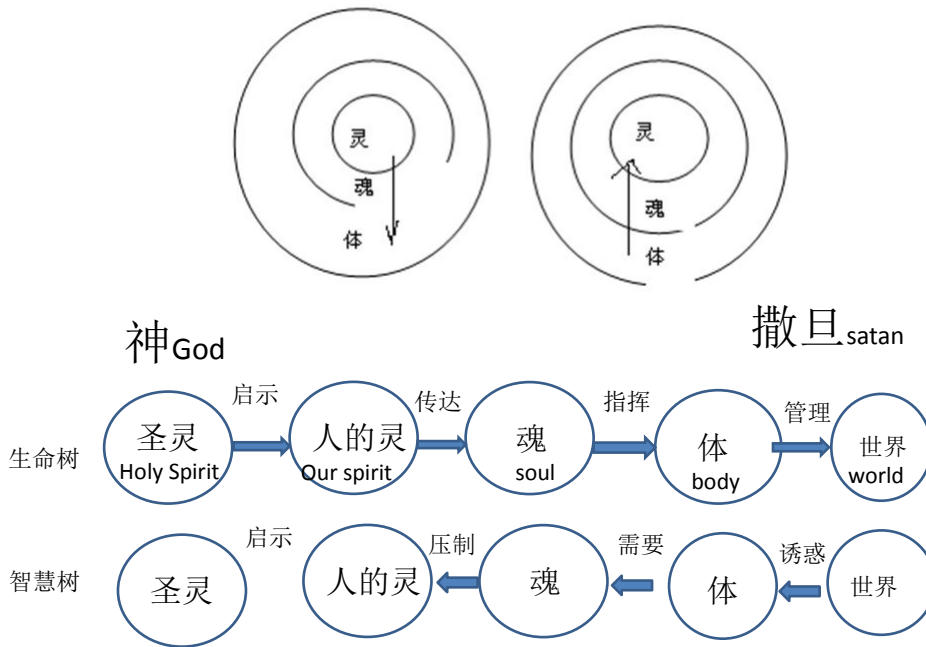 灵
魂
体
灵
魂
体
神God
撒旦satan
启示
传达
指挥
管理
生命树
圣灵
Holy Spirit
人的灵
Our spirit
魂
soul
体
body
世界
world
启示
压制
需要
诱惑
智慧树
圣灵
人的灵
魂
体
世界